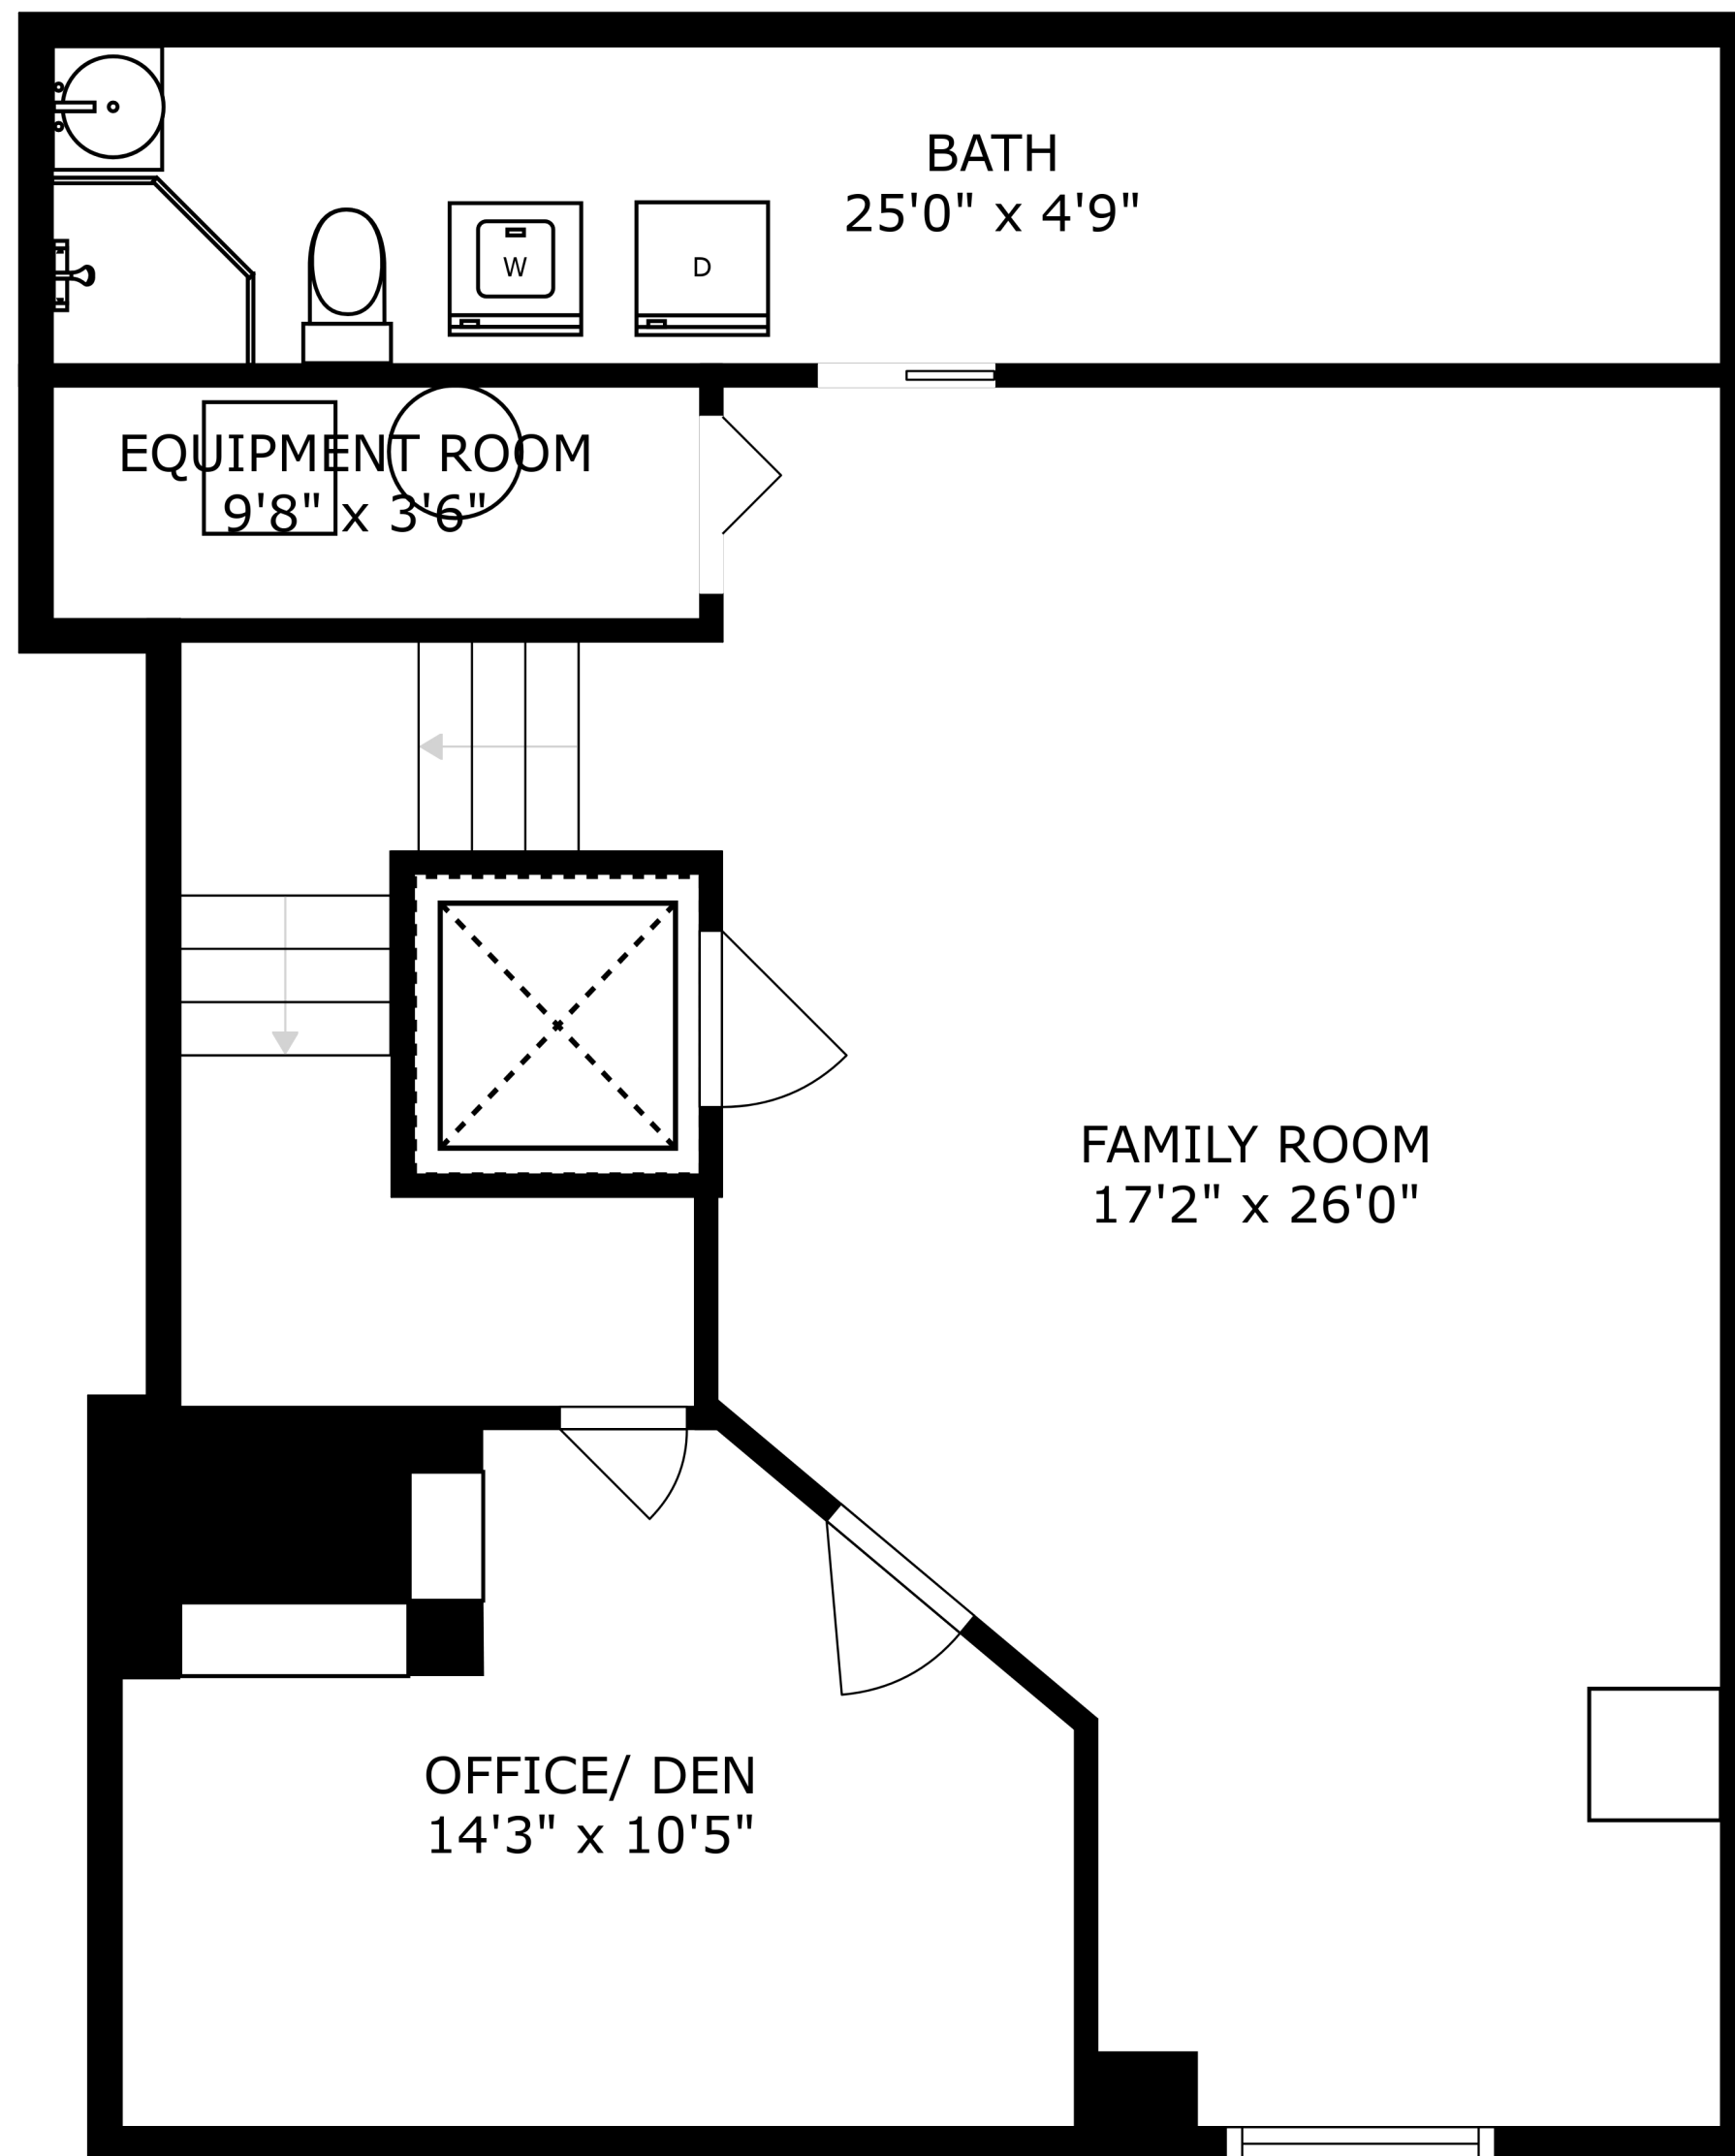 BATH
25'0" x 4'9"
W
D
EQUIPMENT ROOM
9'8" x 3'6"
FAMILY ROOM
17'2" x 26'0"
OFFICE/ DEN
14'3" x 10'5"